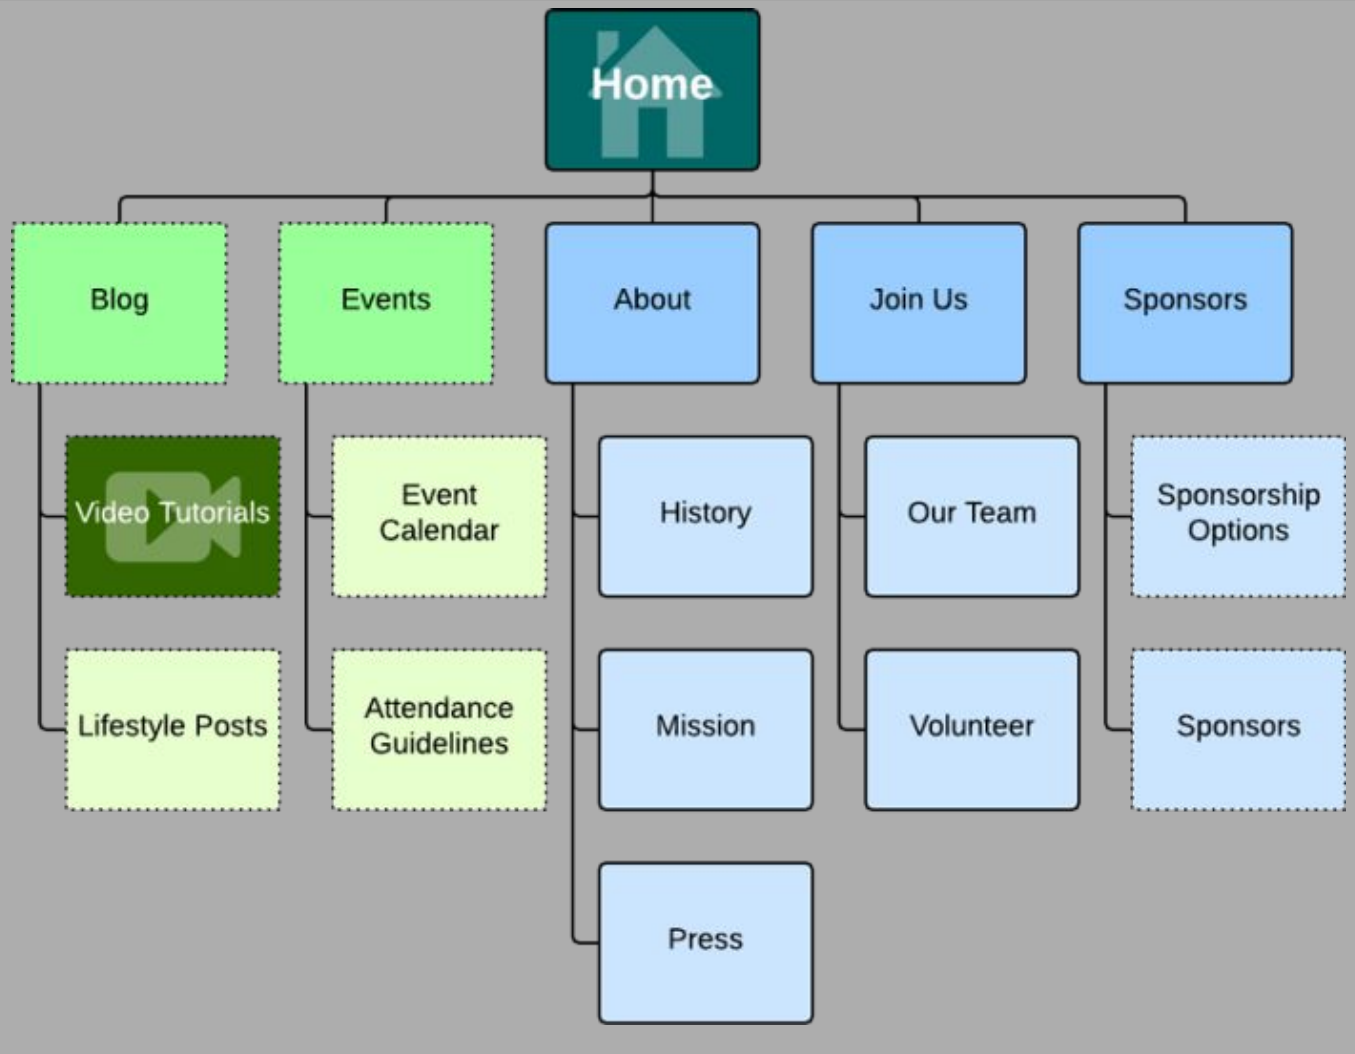 Home
Blog
Events
About
Join Us
Sponsors
Video Tutorials
Event
Calendar
History
Our Team
Sponsorship
Options
Lifestyle Posts
Attendance
Guidelines
Mission
Volunteer
Sponsors
Press